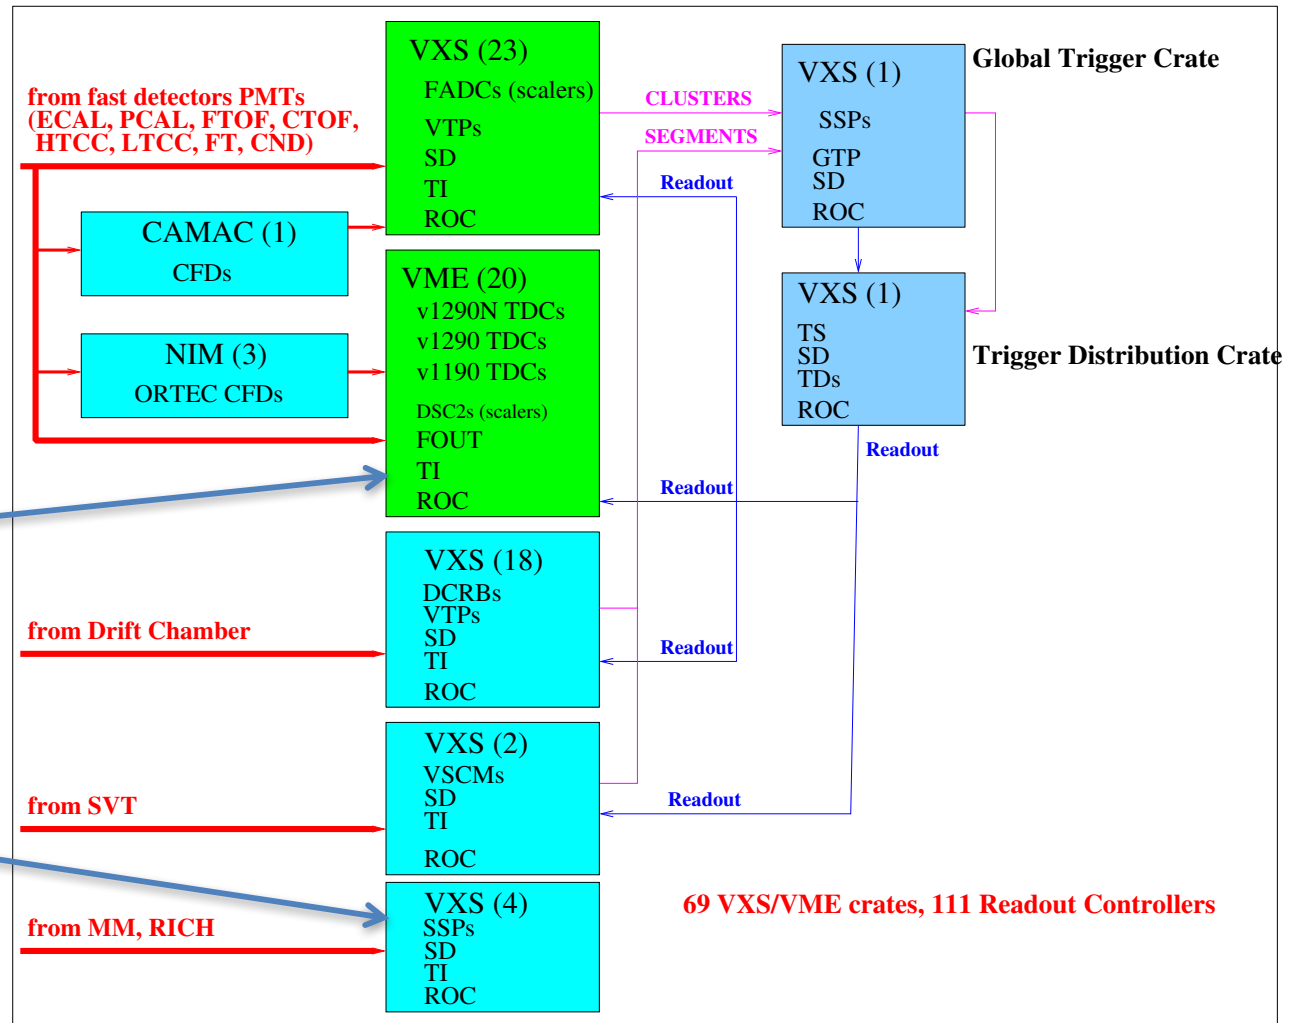 from fast detectors PMTs
(ECAL, PCAL, FTOF, CTOF,
HTCC, LTCC, FT, CND)
CAMAC (1)
CFDs
NIM (3)
ORTEC CFDs
VXS (23)
FADCs (scalers)
VTPs
SD
TI
ROC
VME (20)
v1290N TDCs
v1290 TDCs
v1190 TDCs
DSC2s (scalers)
FOUT
TI
ROC
from Drift Chamber
VXS (18)
DCRBs
VTPs
SD
TI
ROC
from SVT
VXS (2)
VSCMs
SD
TI
ROC
from MM, RICH
VXS (4)
SSPs
SD
TI
ROC
CLUSTERS
SEGMENTS
Readout
Readout
Readout
Readout
VXS (1)
SSPs
GTP
SD
ROC
Global Trigger Crate
VXS (1)
TS
SD
TDs
ROC
Trigger Distribution Crate
Readout
69 VXS/VME crates, 111 Readout Controllers